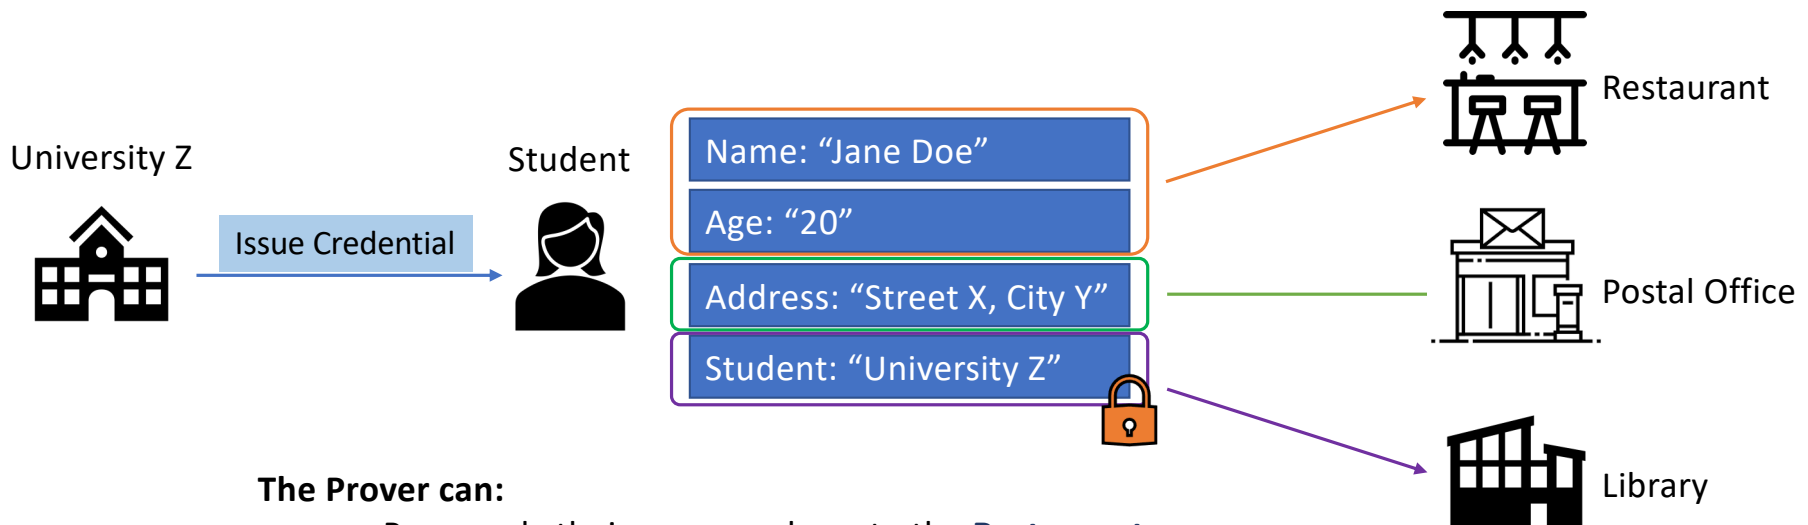 University Z
Issue Credential
Student
Name: “Jane Doe”
Age: “20”
Address: “Street X, City Y”
Student: “University Z”
Restaurant
Postal Office
Library
The Prover can: